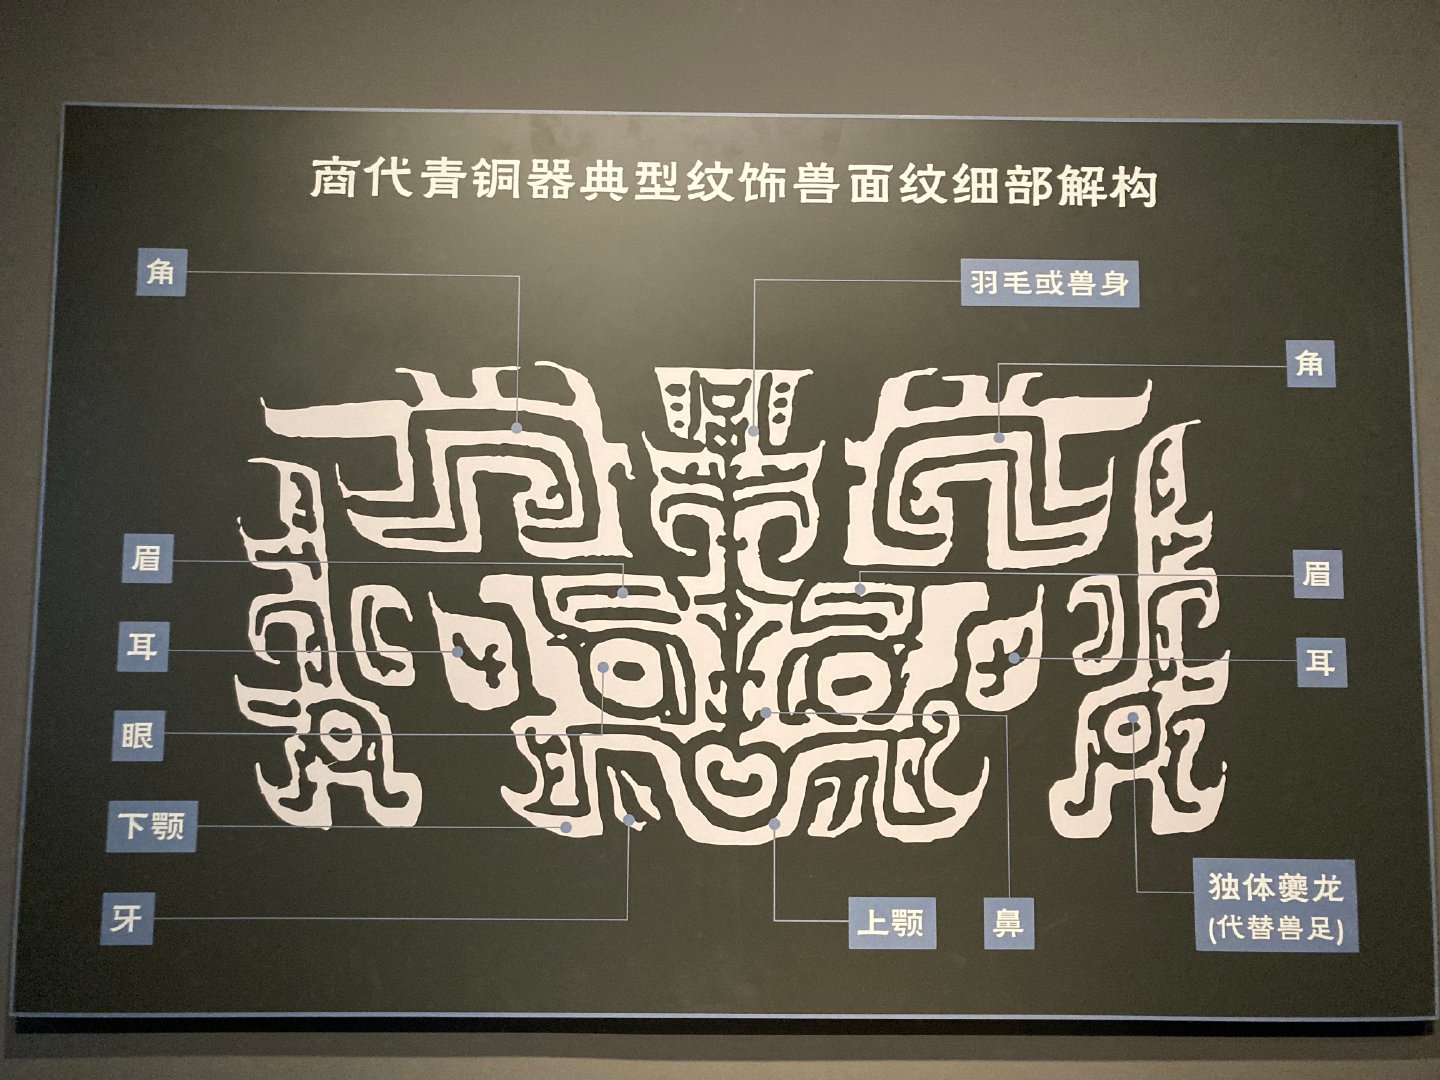 商代青铜器典型纹饰兽面纹细部解构
角
羽毛或兽身
角
眉
眉
耳
耳
眼
下颚
牙
上颚
鼻
独体夔龙
(代替兽足)